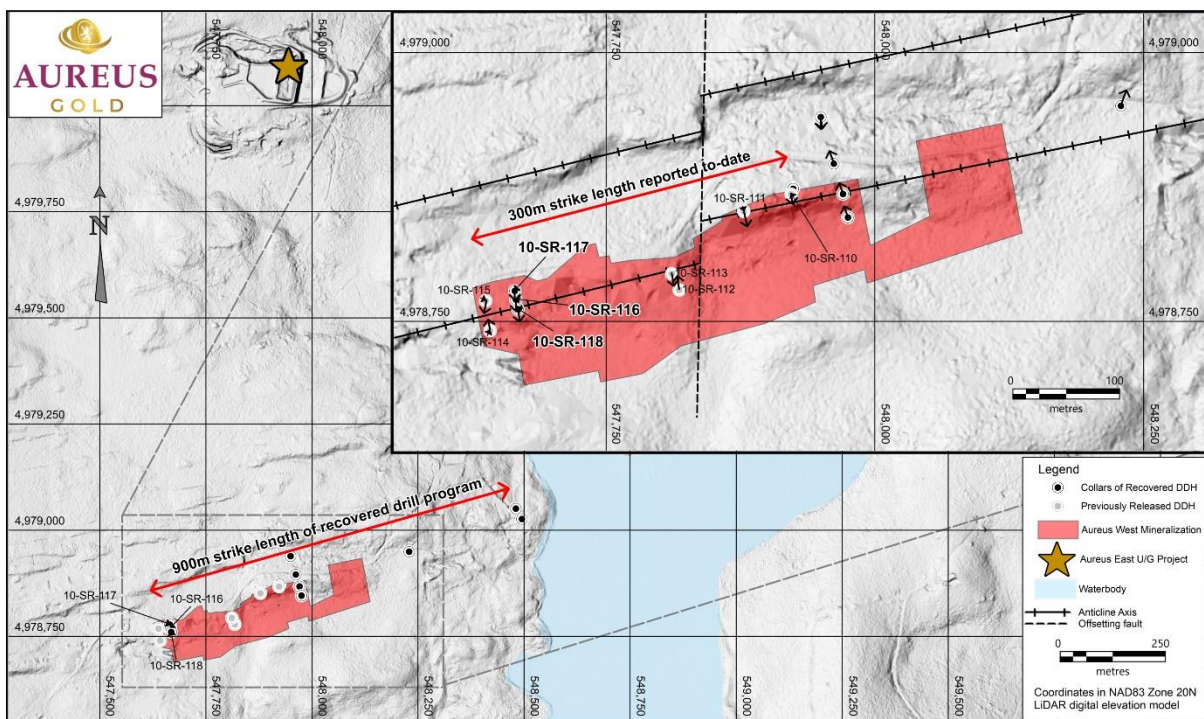 AUREUS
GOLD
547,750
548,000
N
4,979,750
4,979,500
4,979,250
4,979,000
4,978,750
900m strike length of recovered drill program
10-SR-117
10-SR-116
10-SR-118
547,500
547,750
548,000
548,500
548,750
549,000
549,250
549,500
547,750
548,000
4,979,000
4,979,000
300m strike length reported to-date
10-SR-111
10-SR-110
10-SR-117
10-SR-113
10-SR-115
10-SR-112
10-SR-116
4,978,750
4,978,750
10-SR-118
10-SR-114
0 100
metres
547,750
548,000
548,250
Legend
Collars of Recovered DDH
Previously Released DDH
Aureus West Mineralization
Aureus East U/G Project
Waterbody
Anticline Axis
Offsetting fault
0 250
metres
Coordinates in NAD83 Zone 20N
LiDAR digital elevation model